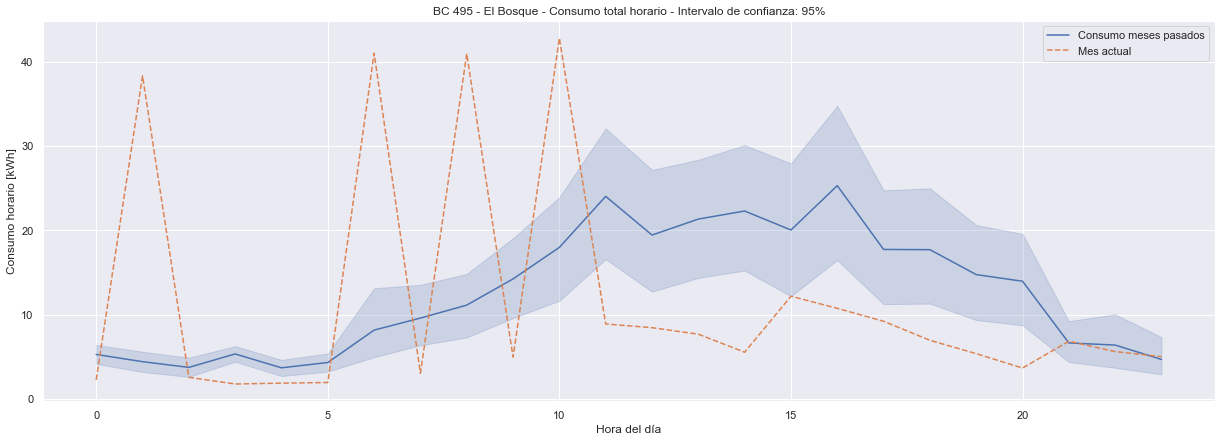 BC 495 - El Bosque - Consumo total horario - Intervalo de confianza: 95%
Consumo meses pasados
Mes actual
Consumo horario [kWh]
40
30
20
10
0
0 5 10 15 20
Hora del día